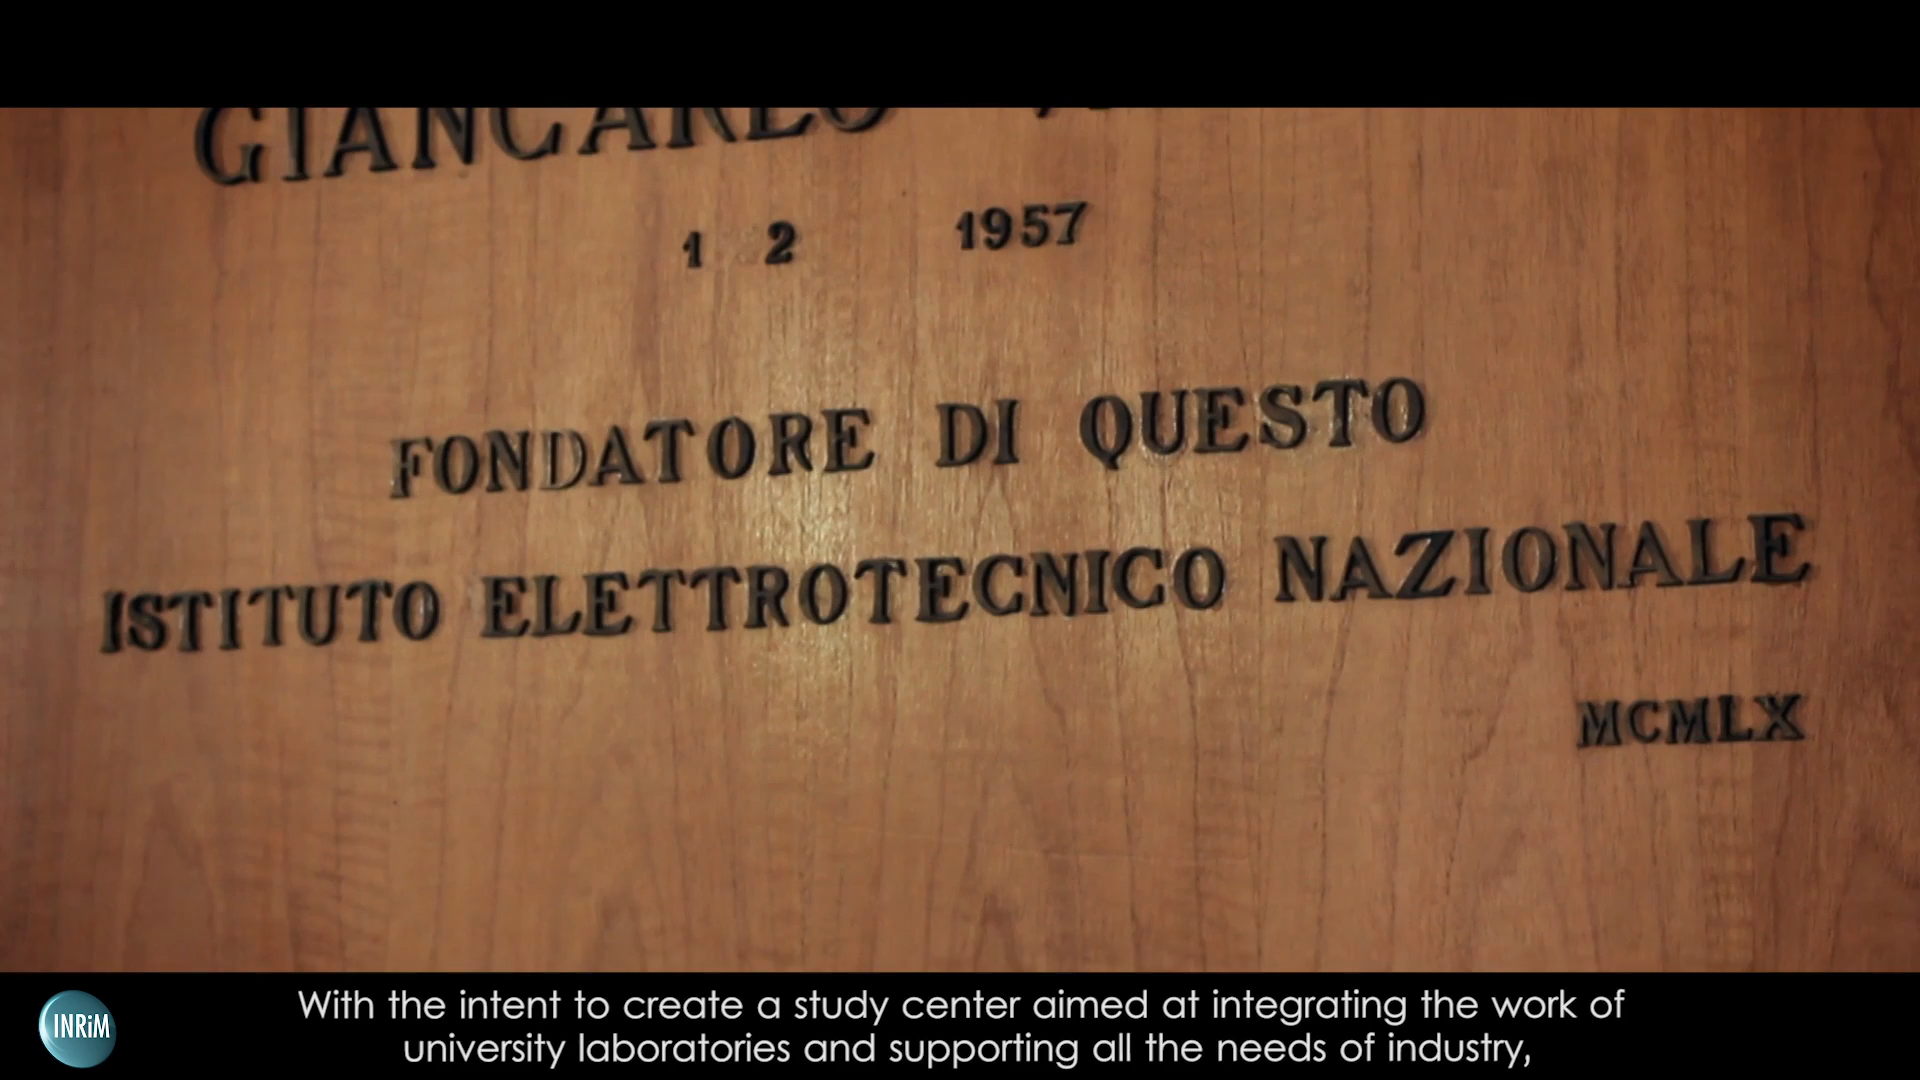 GIANCARLO
1 2 1957
FONDATORE DI QUESTO
ISTITUTO ELETTROTECNICO NAZIONALE
MCMLX
INRiM
With the intent to create a study center aimed at integrating the work of
university laboratories and supporting all the needs of industry,